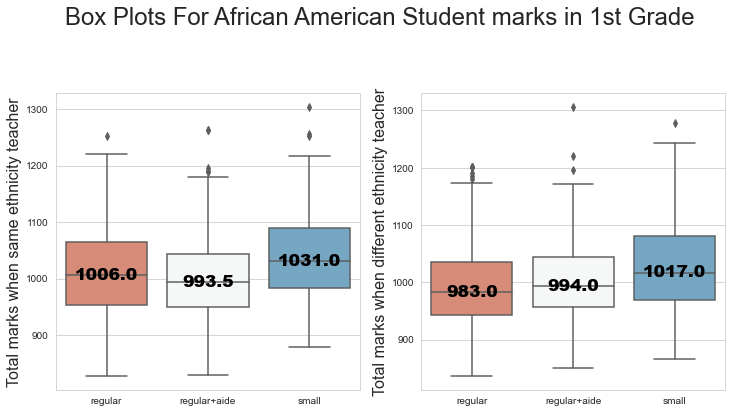 Box Plots For African American Student marks in 1st Grade
Total marks when same ethnicity teacher
1300
1200
1100
1000
900
1006.0
993.5
1031.0
regular
regular+aide
small
Total marks when different ethnicity teacher
1300
1200
1100
1000
900
983.0
994.0
1017.0
regular
regular+aide
small